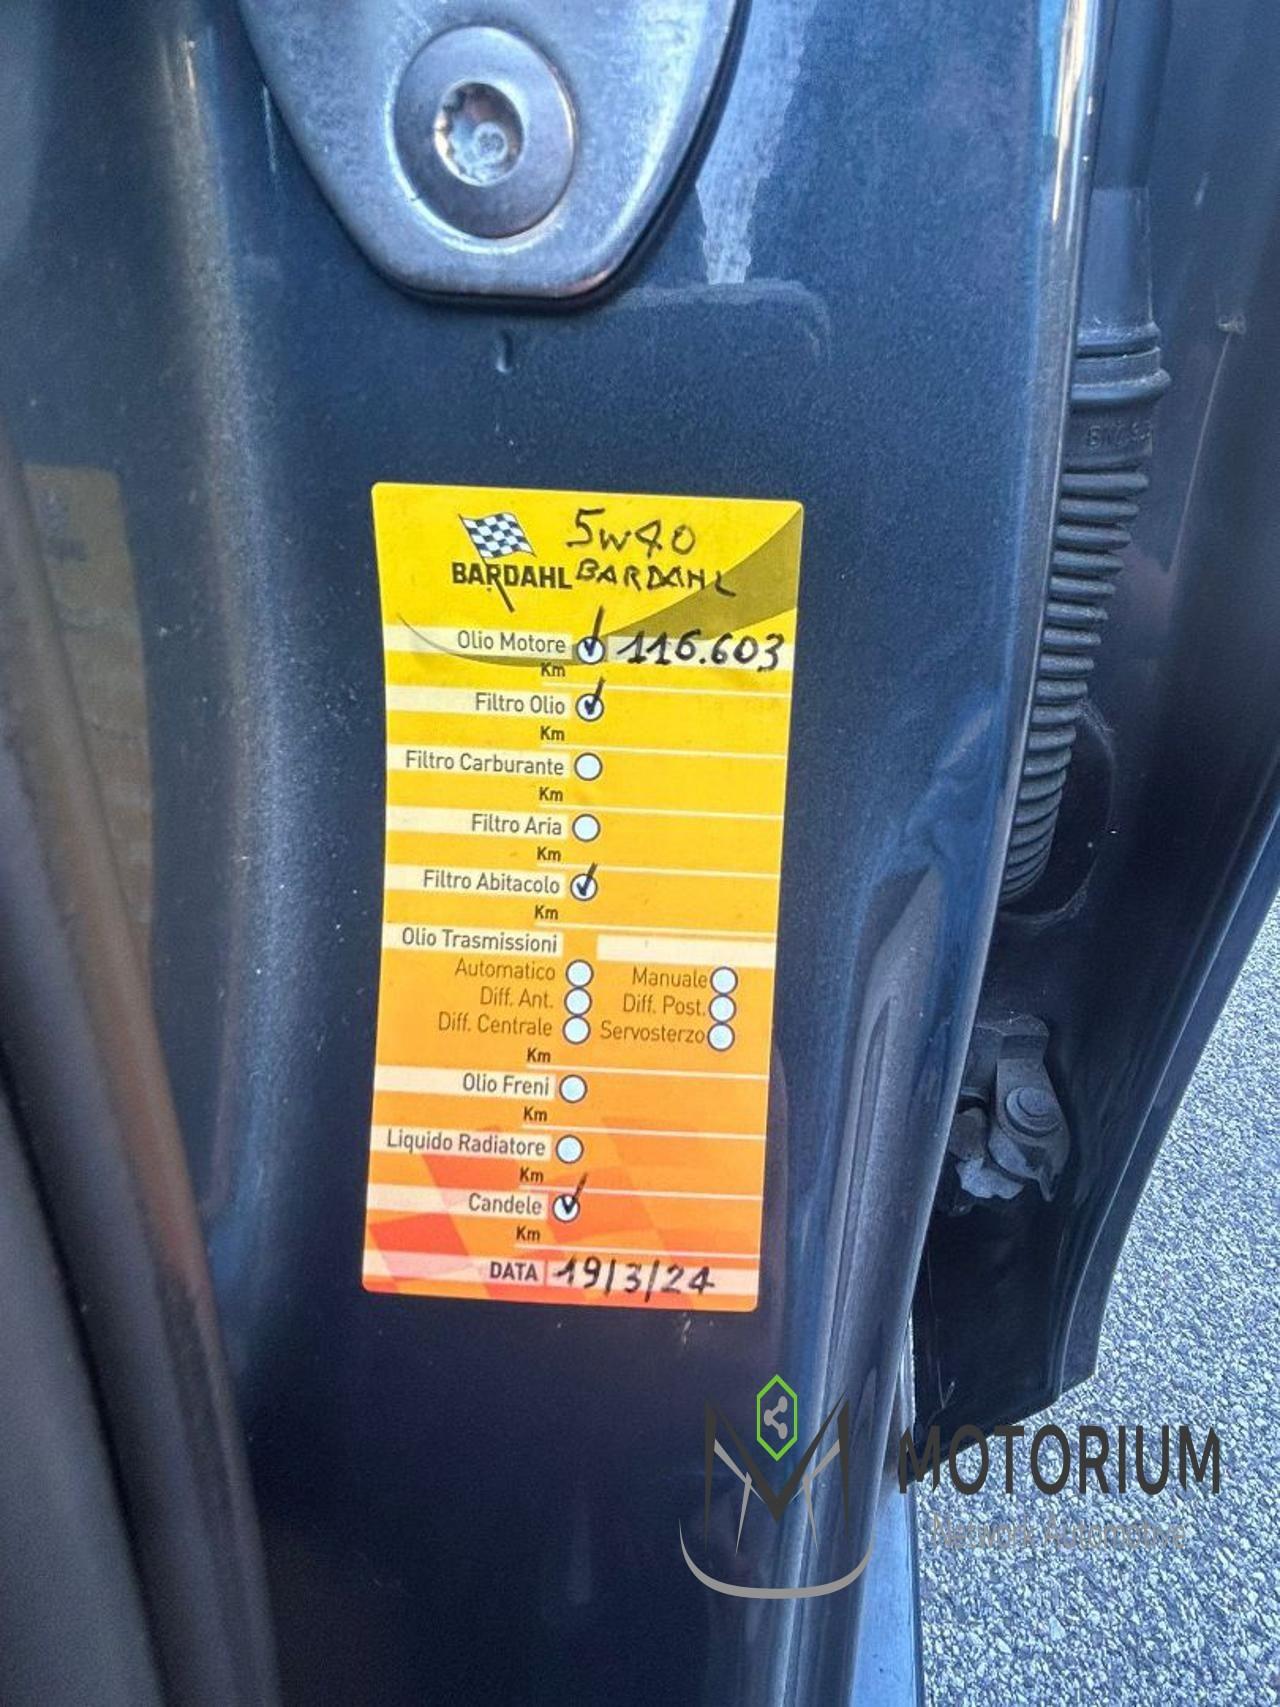 5W40
BARDAHL BARDAHL
Olio Motore 116.603
Km
Filtro Olio
Km
Filtro Carburante
Km
Filtro Aria
Km
Filtro Abitacolo
Km
Olio Trasmissioni
Automatico Manuale
Diff. Ant. Diff. Post.
Diff. Centrale Servosterzo
Km
Olio Freni
Km
Liquido Radiatore
Km
Candele
Km
DATA 19/3/24
MOTORIUM
Network Automotive